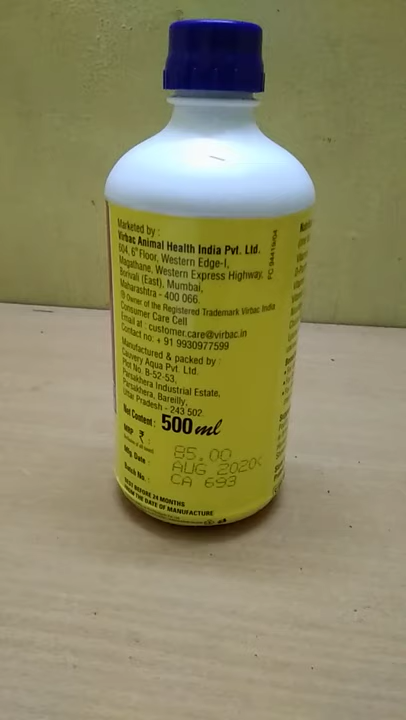 Marketed by :
Virbac Animal Health India Pvt. Ltd.
604, 6th Floor, Western Edge-I,
Magathane, Western Express Highway,
Borivali (East), Mumbai,
Maharashtra - 400 066.
® Owner of the Registered Trademark Virbac India
Consumer Care Cell
Email at : customer.care@virbac.in
Contact no: + 91 9930977599
Manufactured & packed by :
Cauvery Aqua Pvt. Ltd.
Plot No. B-52-53,
Parsakhera Industrial Estate,
Parsakhera, Bareilly,
Uttar Pradesh - 243 502.
Net Content : 500 ml
MRP ₹ : 85.00
Mfg. Date : AUG 2020
Batch No. : CA 693
BEST BEFORE 24 MONTHS
FROM THE DATE OF MANUFACTURE